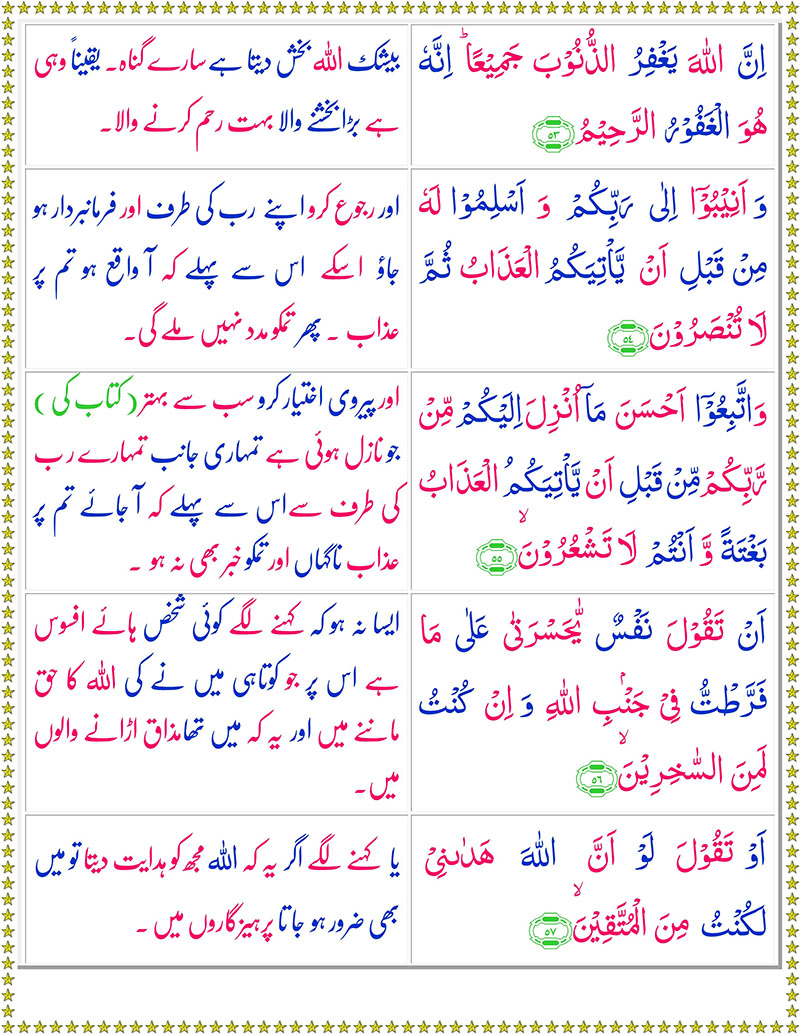 اِنَّ اللّٰهَ يَغْفِرُ الذُّنُوْبَ جَمِيْعًا ؕ اِنَّهٗ
هُوَ الْغَفُوْرُ الرَّحِيْمُ ﴿٥٣﴾
بیشک اللہ بخش دیتا ہے سارے گناہ۔ یقیناً وہی
ہے بڑا بخشنے والا بہت رحم کرنے والا۔
وَ اَنِيْبُوْۤا اِلٰى رَبِّكُمْ وَ اَسْلِمُوْا لَهٗ
مِنْ قَبْلِ اَنْ يَّاْتِيَكُمُ الْعَذَابُ ثُمَّ
لَا تُنْصَرُوْنَ ﴿٥٤﴾
اور رجوع کرو اپنے رب کی طرف اور فرمانبردار ہو
جاؤ اسکے اس سے پہلے کہ آ واقع ہو تم پر
عذاب ۔ پھر تمکو مدد نہیں ملے گی۔
وَاتَّبِعُوْۤا اَحْسَنَ مَاۤ اُنْزِلَ اِلَيْكُمْ مِّنْ
رَّبِّكُمْ مِّنْ قَبْلِ اَنْ يَّاْتِيَكُمُ الْعَذَابُ
بَغْتَةً وَّ اَنْتُمْ لَا تَشْعُرُوْنَ ۙ ﴿٥٥﴾
اور پیروی اختیار کرو سب سے بہتر (کتاب کی )
جو نازل ہوئی ہے تمہاری جانب تمہارے رب
کی طرف سے اس سے پہلے کہ آ جائے تم پر
عذاب ناگہاں اور تمکو خبر بھی نہ ہو ۔
اَنْ تَقُوْلَ نَفْسٌ يّٰحَسْرَتٰى عَلٰى مَا
فَرَّطْتُّ فِيْ جَنْۢبِ اللّٰهِ وَ اِنْ كُنْتُ
لَمِنَ السّٰخِرِيْنَ ۙ ﴿٥٦﴾
ایسا نہ ہو کہ کہنے لگے کوئی شخص ہائے افسوس
ہے اس پر جو کوتاہی میں نے کی اللہ کا حق
ماننے میں اور یہ کہ میں تھا مذاق اڑانے والوں
میں۔
اَوْ تَقُوْلَ لَوْ اَنَّ اللّٰهَ هَدٰٮنِيْ
لَكُنْتُ مِنَ الْمُتَّقِيْنَ ۙ ﴿٥٧﴾
یا کہنے لگے اگر یہ کہ اللہ مجھ کو ہدایت دیتا تو میں
بھی ضرور ہو جاتا پرہیزگاروں میں ۔